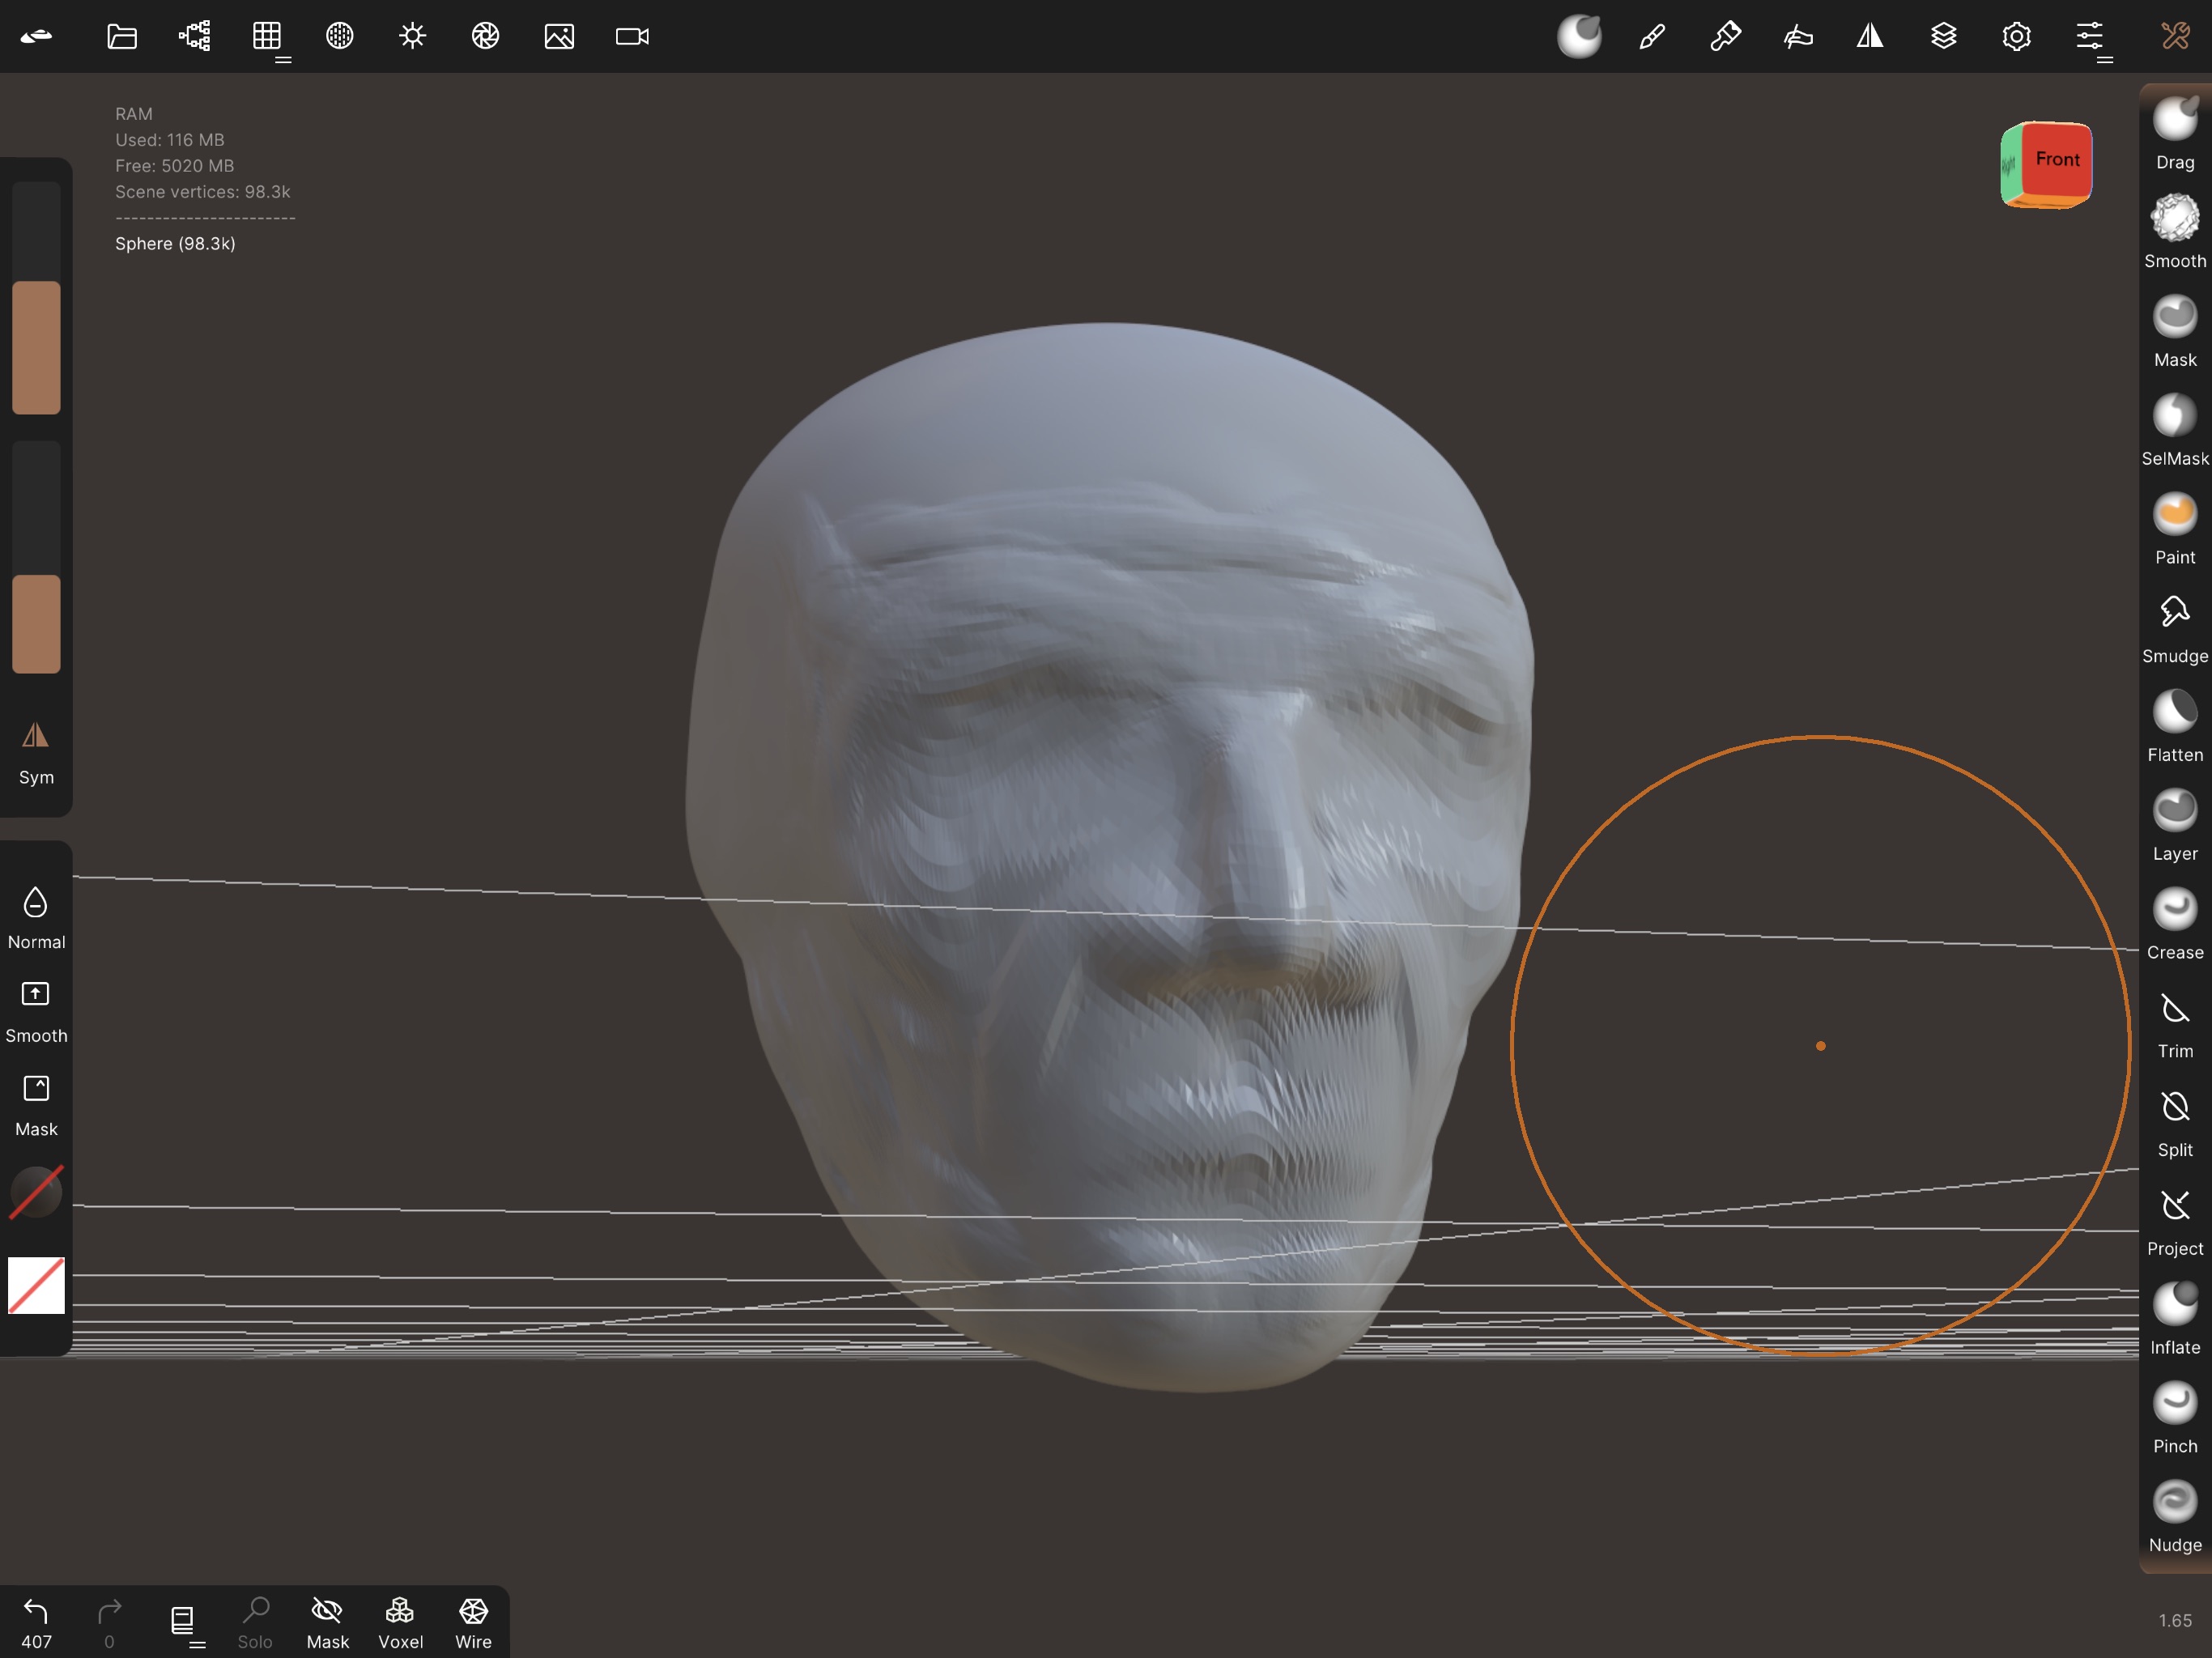 RAM
Used: 116 MB
Free: 5020 MB
Scene vertices: 98.3k
------------------------
Sphere (98.3k)
Right
Front
Sym
Normal
Smooth
Mask
Drag
Smooth
Mask
SelMask
Paint
Smudge
Flatten
Layer
Crease
Trim
Split
Project
Inflate
Pinch
Nudge
407
0
Solo
Mask
Voxel
Wire
1.65